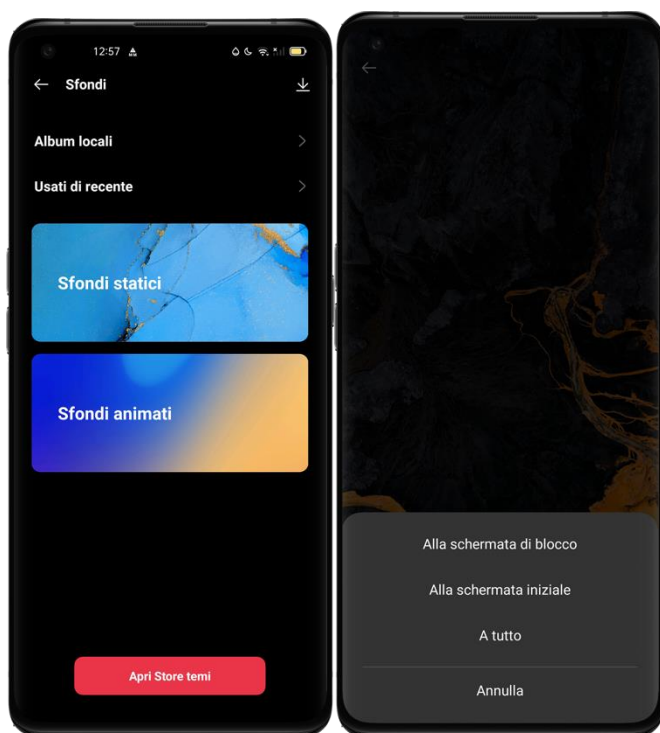 12:57
Sfondi
Album locali
Usati di recente
Sfondi statici
Sfondi animati
Apri Store temi
Alla schermata di blocco
Alla schermata iniziale
A tutto
Annulla